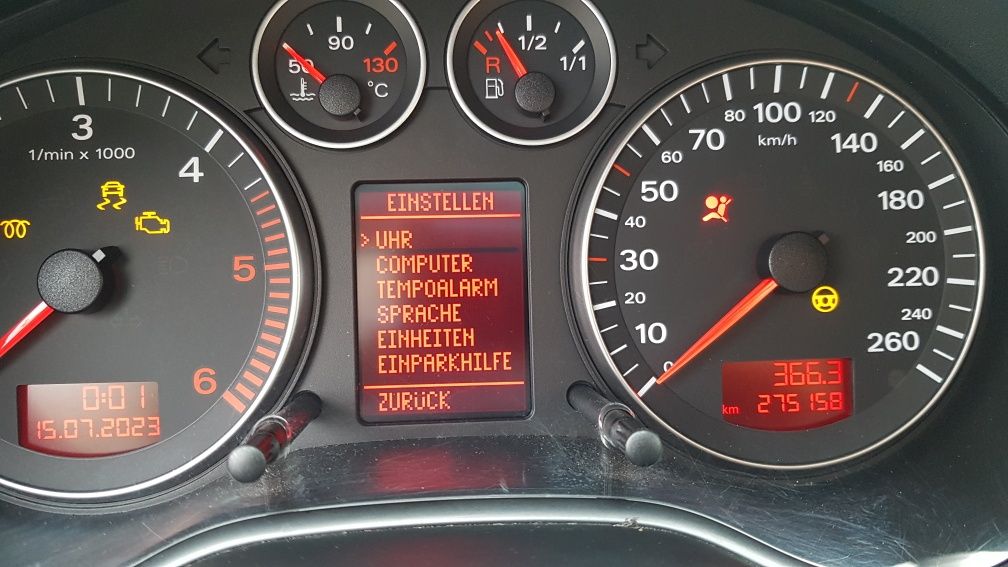 50 90 130
°C
R 1/2 1/1
3
1/min x 1000
4
5
6
0:01
15.07.2023
EINSTELLEN
> UHR
COMPUTER
TEMPOALARM
SPRACHE
EINHEITEN
EINPARKHILFE
ZURÜCK
0 10 20 30 40 50 60 70 80 100 120 140 160 180 200 220 240 260
km/h
366.3
km 275158